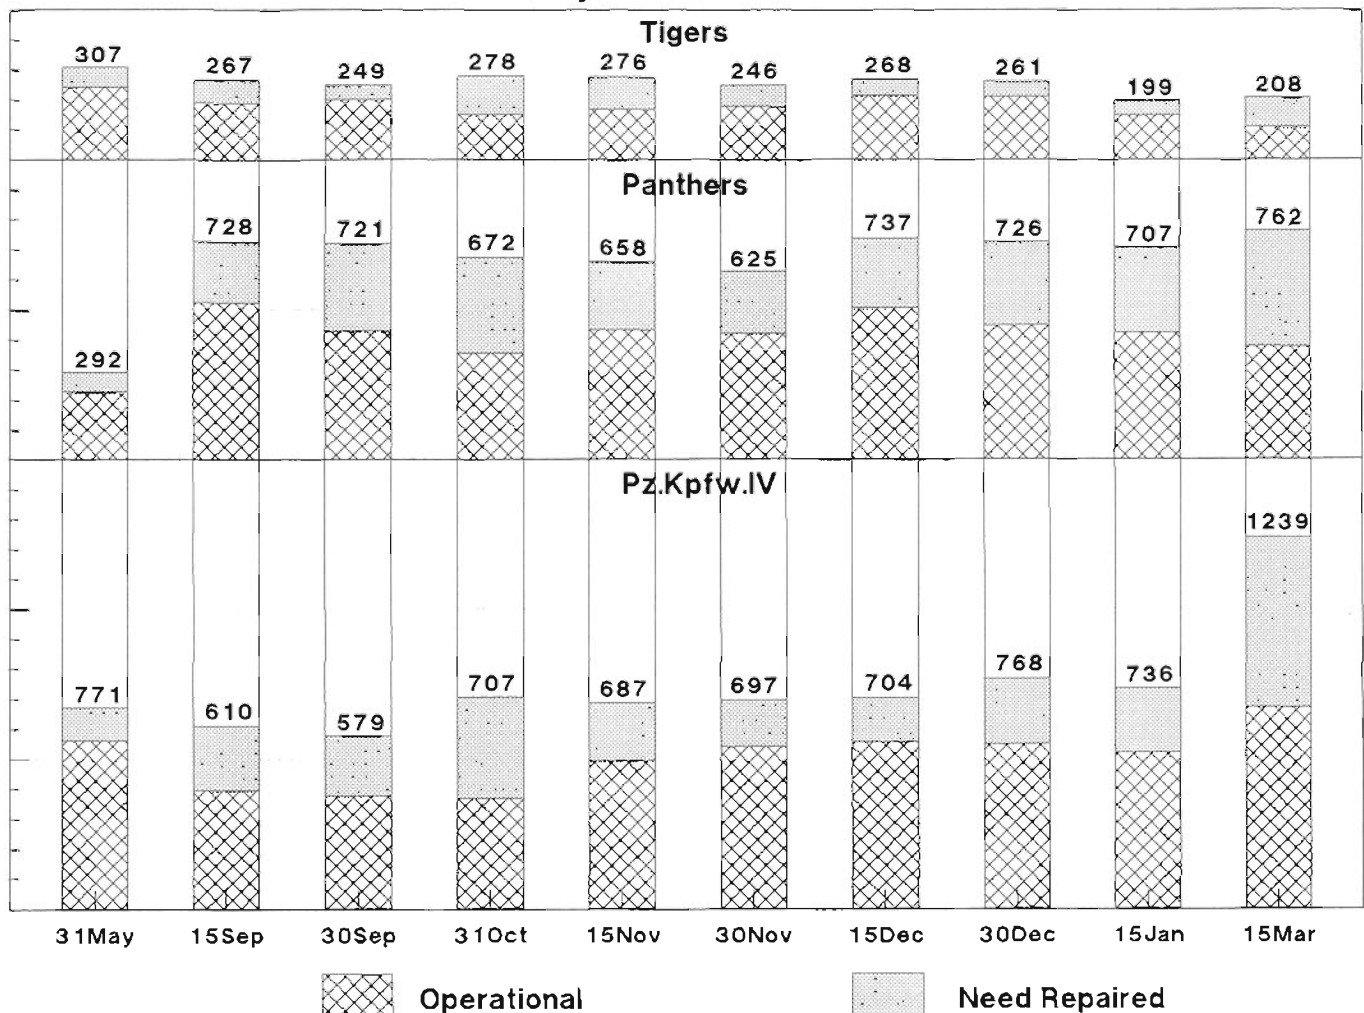 Tigers
307 267 249 278 276 246 268 261 199 208
Panthers
292 728 721 672 658 625 737 726 707 762
Pz.Kpfw.IV
771 610 579 707 687 697 704 768 736 1239
31May 15Sep 30Sep 31Oct 15Nov 30Nov 15Dec 30Dec 15Jan 15Mar
Operational Need Repaired